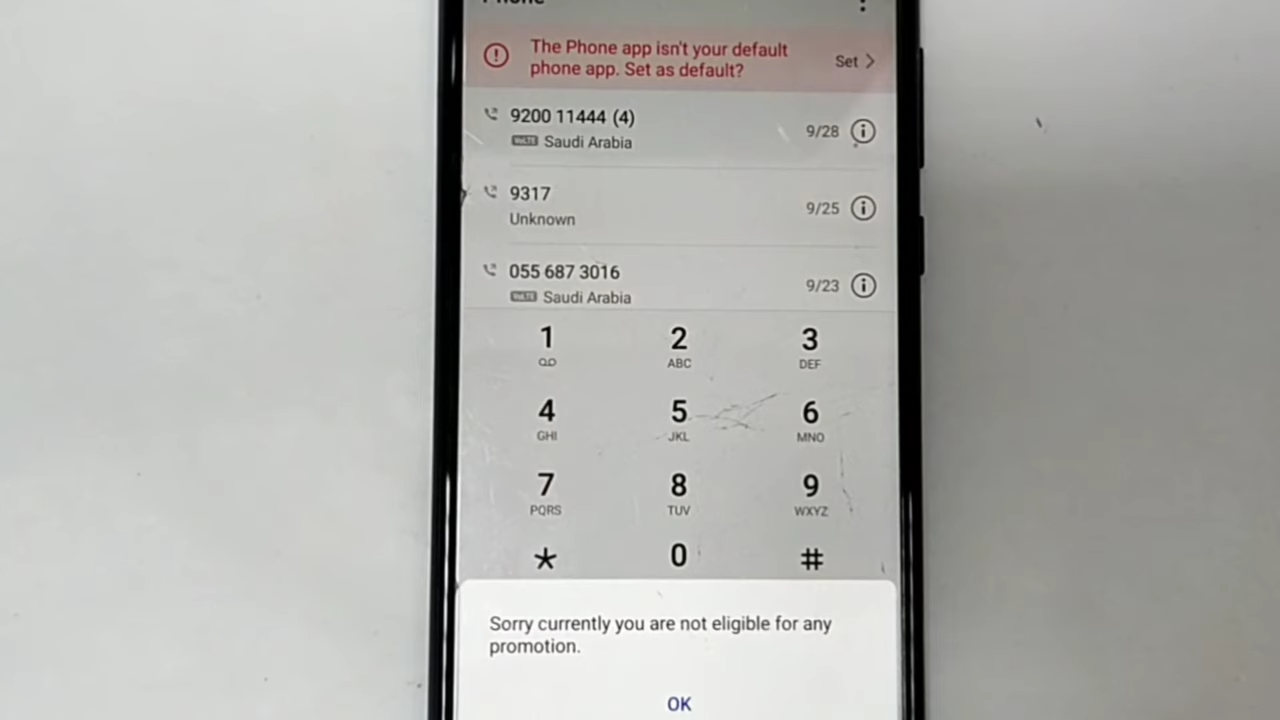 Phone
The Phone app isn't your default
phone app. Set as default?
Set
9200 11444 (4)
9/28
VoLTE Saudi Arabia
9317
9/25
Unknown
055 687 3016
9/23
VoLTE Saudi Arabia
1 2 3
ABC DEF
4 5 6
GHI JKL MNO
7 8 9
PQRS TUV WXYZ
* 0 #
Sorry currently you are not eligible for any
promotion.
OK